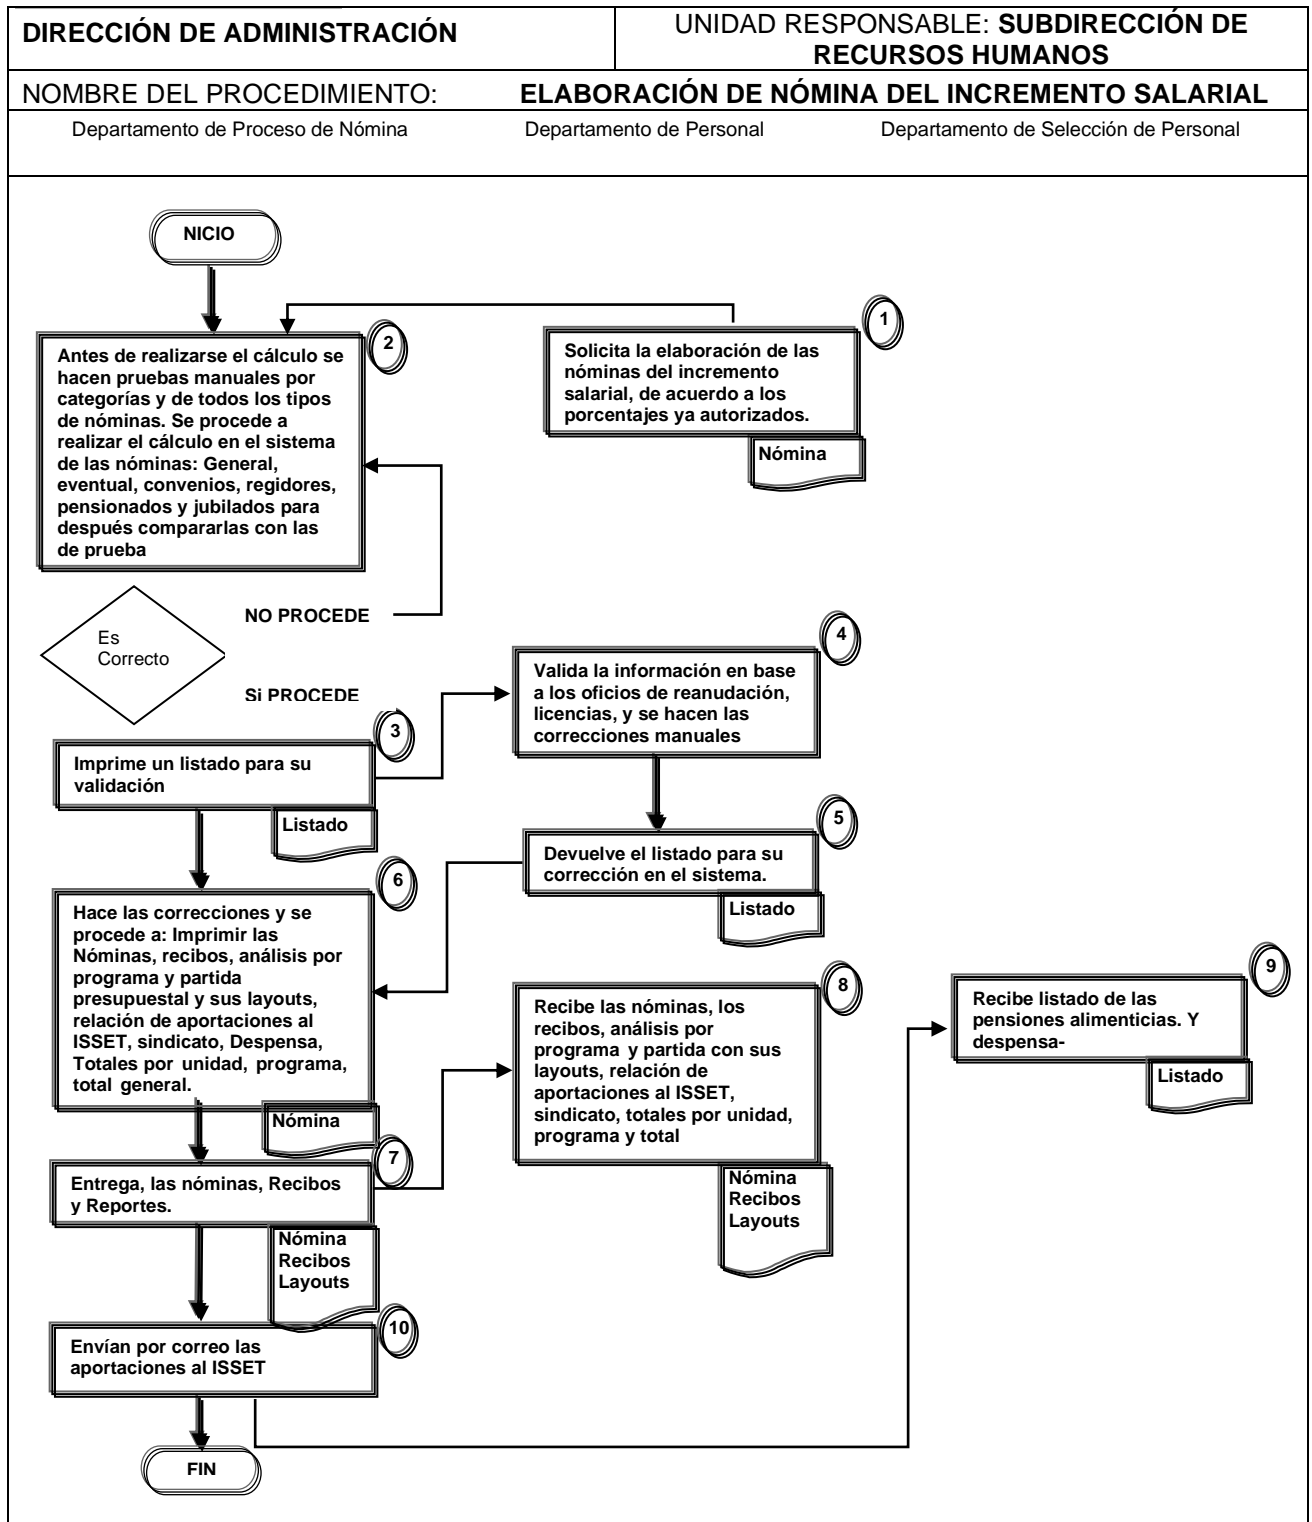 DIRECCIÓN DE ADMINISTRACIÓN
UNIDAD RESPONSABLE: SUBDIRECCIÓN DE
RECURSOS HUMANOS
NOMBRE DEL PROCEDIMIENTO: ELABORACIÓN DE NÓMINA DEL INCREMENTO SALARIAL
Departamento de Proceso de Nómina Departamento de Personal Departamento de Selección de Personal
NICIO
1
Solicita la elaboración de las
nóminas del incremento
salarial, de acuerdo a los
porcentajes ya autorizados.
Nómina
2
Antes de realizarse el cálculo se
hacen pruebas manuales por
categorías y de todos los tipos
de nóminas. Se procede a
realizar el cálculo en el sistema
de las nóminas: General,
eventual, convenios, regidores,
pensionados y jubilados para
después compararlas con las
de prueba
Es
Correcto
NO PROCEDE
Si PROCEDE
3
Imprime un listado para su
validación
Listado
4
Valida la información en base
a los oficios de reanudación,
licencias, y se hacen las
correcciones manuales
5
Devuelve el listado para su
corrección en el sistema.
Listado
6
Hace las correcciones y se
procede a: Imprimir las
Nóminas, recibos, análisis por
programa y partida
presupuestal y sus layouts,
relación de aportaciones al
ISSET, sindicato, Despensa,
Totales por unidad, programa,
total general.
Nómina
7
Entrega, las nóminas, Recibos
y Reportes.
Nómina
Recibos
Layouts
8
Recibe las nóminas, los
recibos, análisis por
programa y partida con sus
layouts, relación de
aportaciones al ISSET,
sindicato, totales por unidad,
programa y total
Nómina
Recibos
Layouts
9
Recibe listado de las
pensiones alimenticias. Y
despensa-
Listado
10
Envían por correo las
aportaciones al ISSET
FIN